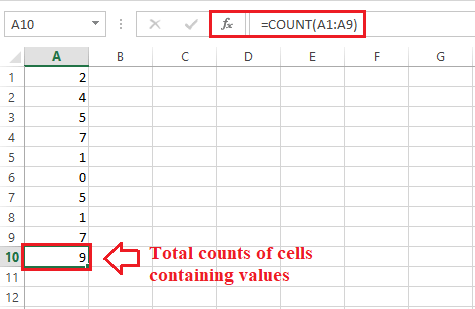 A10 fx =COUNT(A1:A9)
A B C D E F G
1 2
2 4
3 5
4 7
5 1
6 0
7 5
8 1
9 7
10 9 Total counts of cells
11 containing values
12